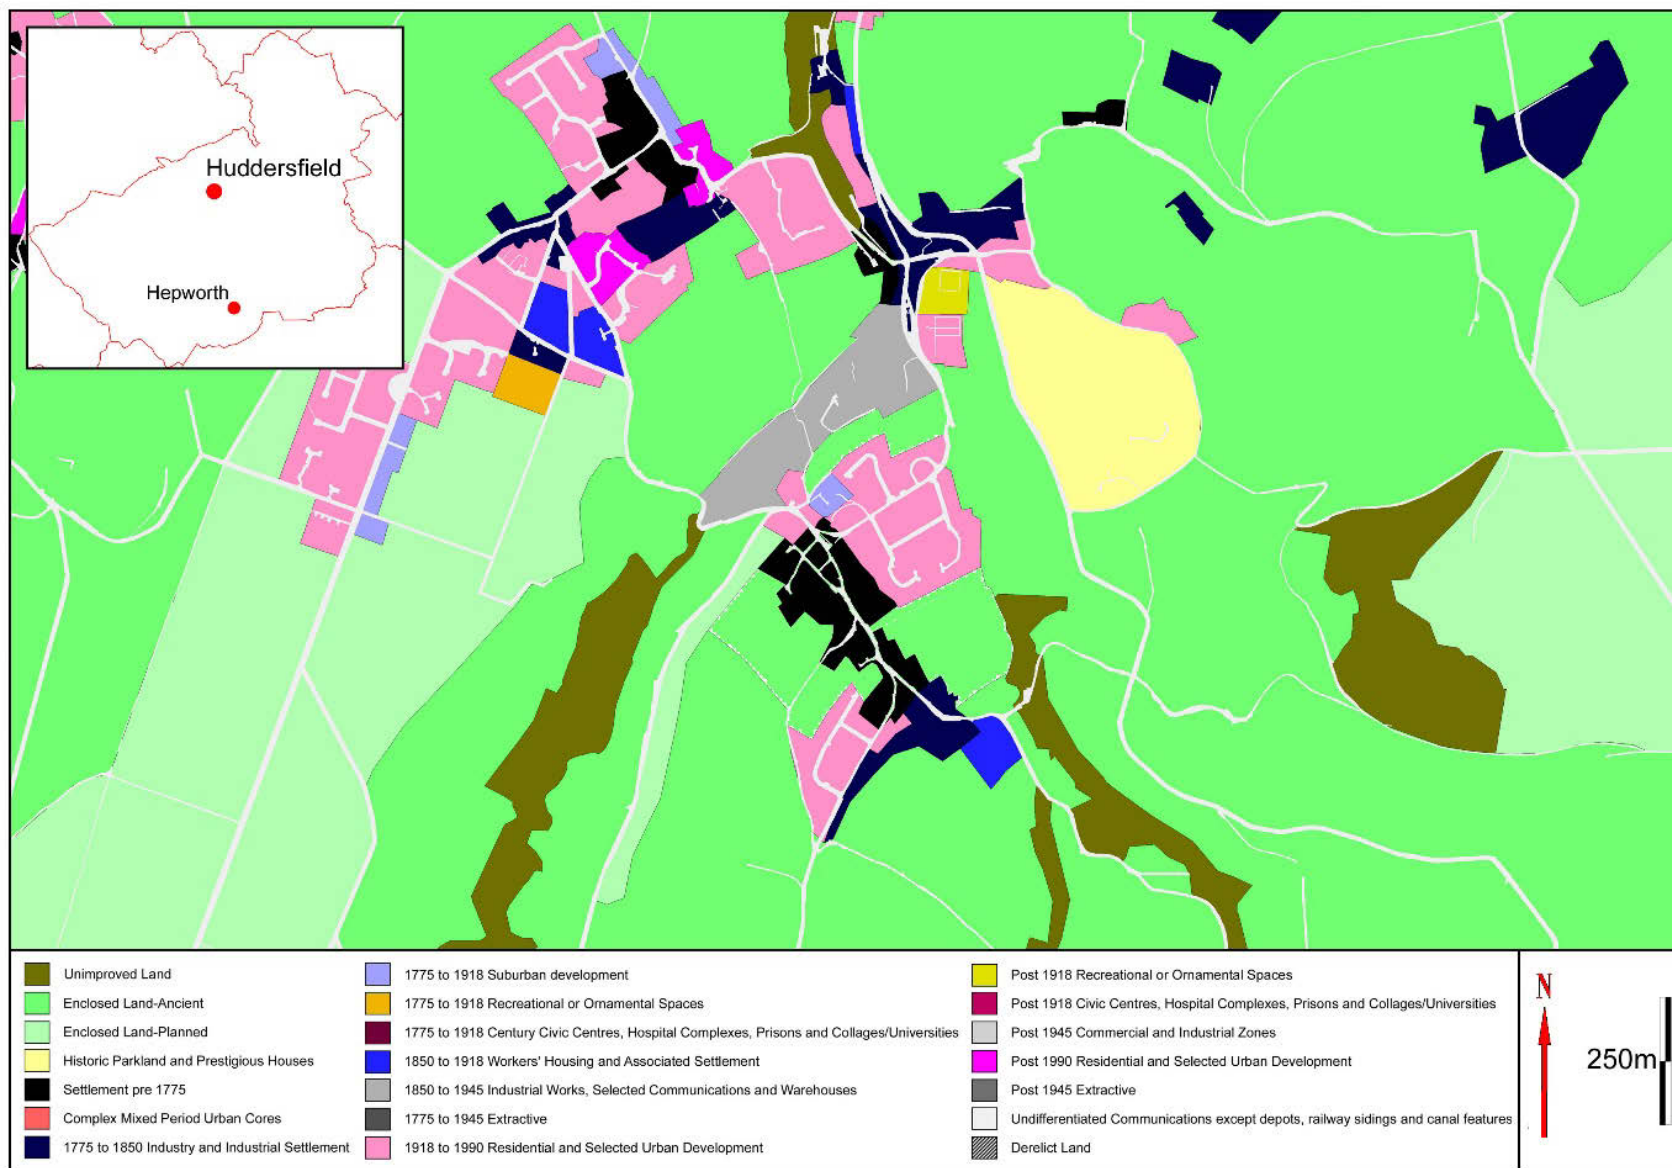 Huddersfield
Hepworth
Unimproved Land
Enclosed Land-Ancient
Enclosed Land-Planned
Historic Parkland and Prestigious Houses
Settlement pre 1775
Complex Mixed Period Urban Cores
1775 to 1850 Industry and Industrial Settlement
1775 to 1918 Suburban development
1775 to 1918 Recreational or Ornamental Spaces
1775 to 1918 Century Civic Centres, Hospital Complexes, Prisons and Collages/Universities
1850 to 1918 Workers' Housing and Associated Settlement
1850 to 1945 Industrial Works, Selected Communications and Warehouses
1775 to 1945 Extractive
1918 to 1990 Residential and Selected Urban Development
Post 1918 Recreational or Ornamental Spaces
Post 1918 Civic Centres, Hospital Complexes, Prisons and Collages/Universities
Post 1945 Commercial and Industrial Zones
Post 1990 Residential and Selected Urban Development
Post 1945 Extractive
Undifferentiated Communications except depots, railway sidings and canal features
Derelict Land
N
250m